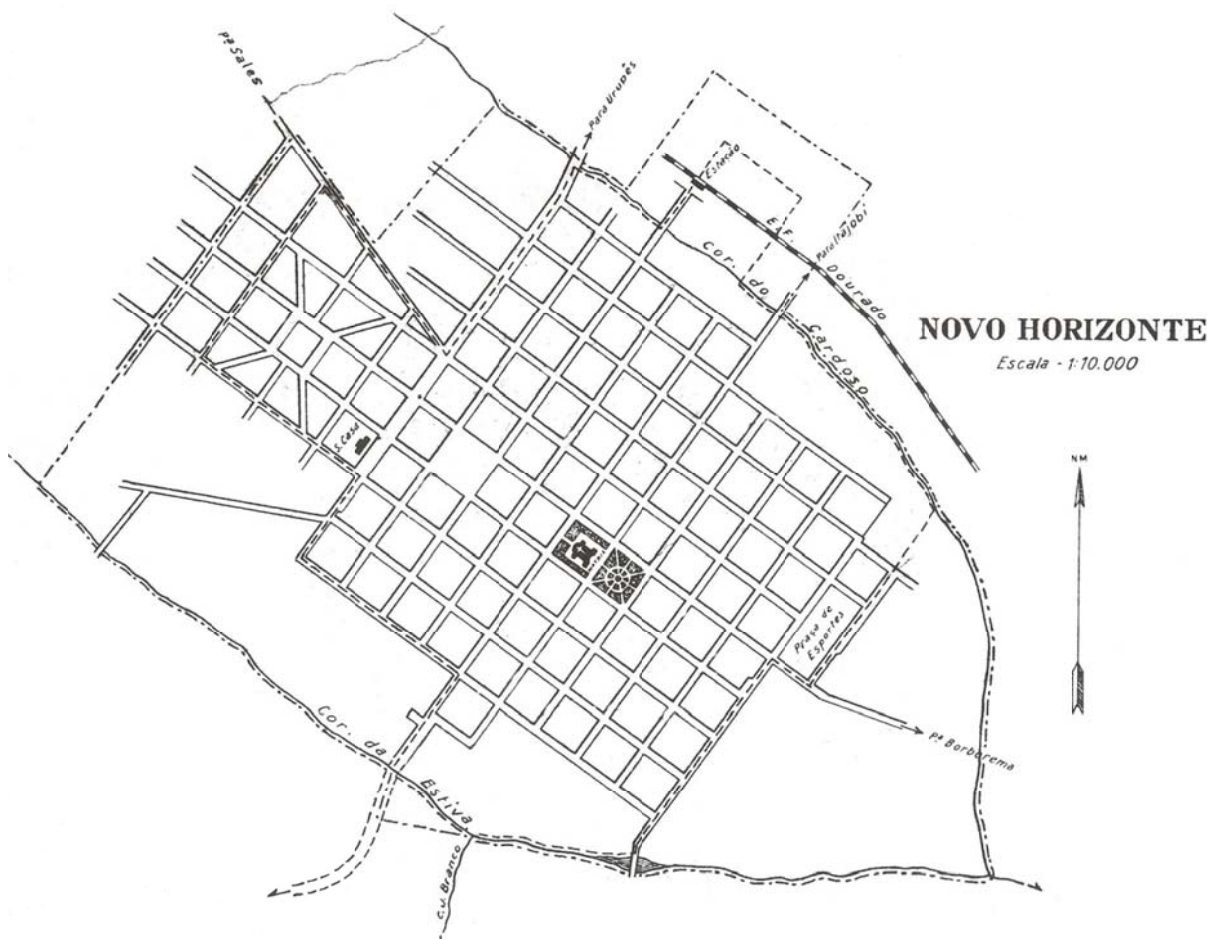 Pª Sales
Para Urupês
Estação
E. F. Dourado
Para Itajobi
Cor. do Cardoso
NOVO HORIZONTE
Escala - 1:10.000
NM
S. Casa
Praça de
Esportes
Pª Borborema
Cor. da Estiva
Branco